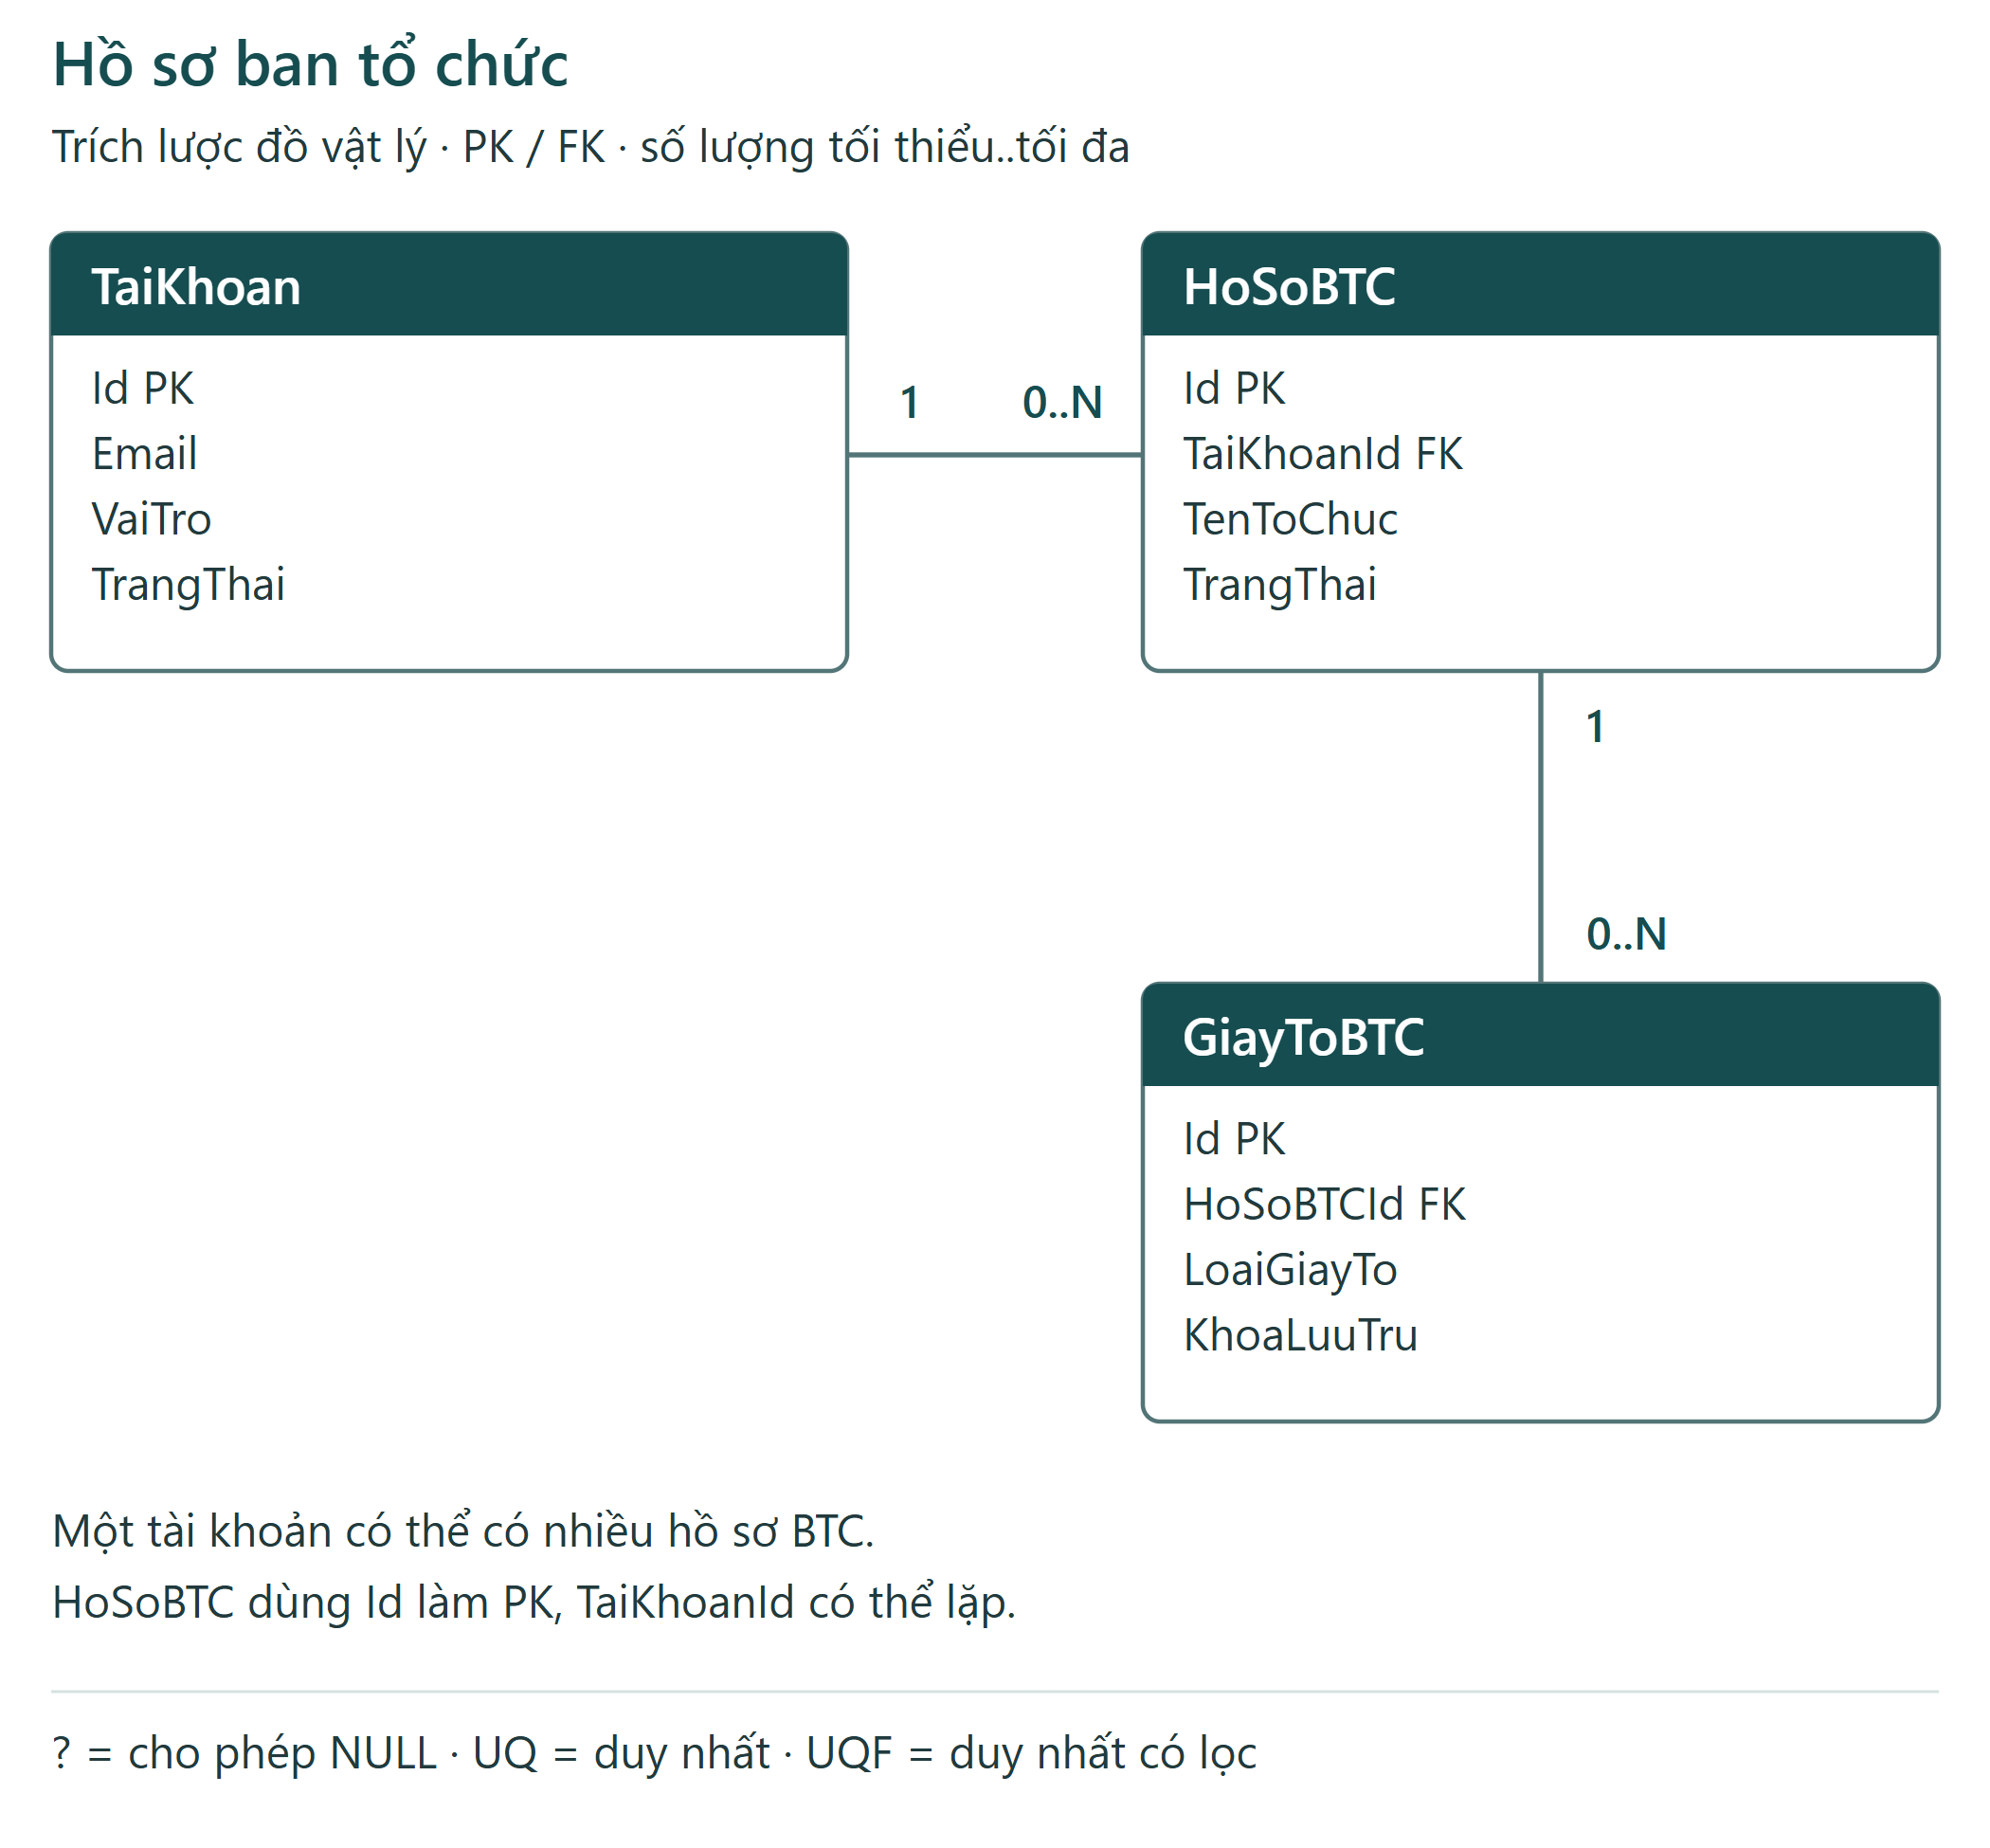 Hồ sơ ban tổ chức
Trích lược đồ vật lý · PK / FK · số lượng tối thiểu..tối đa
TaiKhoan
Id PK
Email
VaiTro
TrangThai
1
0..N
HoSoBTC
Id PK
TaiKhoanId FK
TenToChuc
TrangThai
1
0..N
GiayToBTC
Id PK
HoSoBTCId FK
LoaiGiayTo
KhoaLuuTru
Một tài khoản có thể có nhiều hồ sơ BTC.
HoSoBTC dùng Id làm PK, TaiKhoanId có thể lặp.
? = cho phép NULL · UQ = duy nhất · UQF = duy nhất có lọc